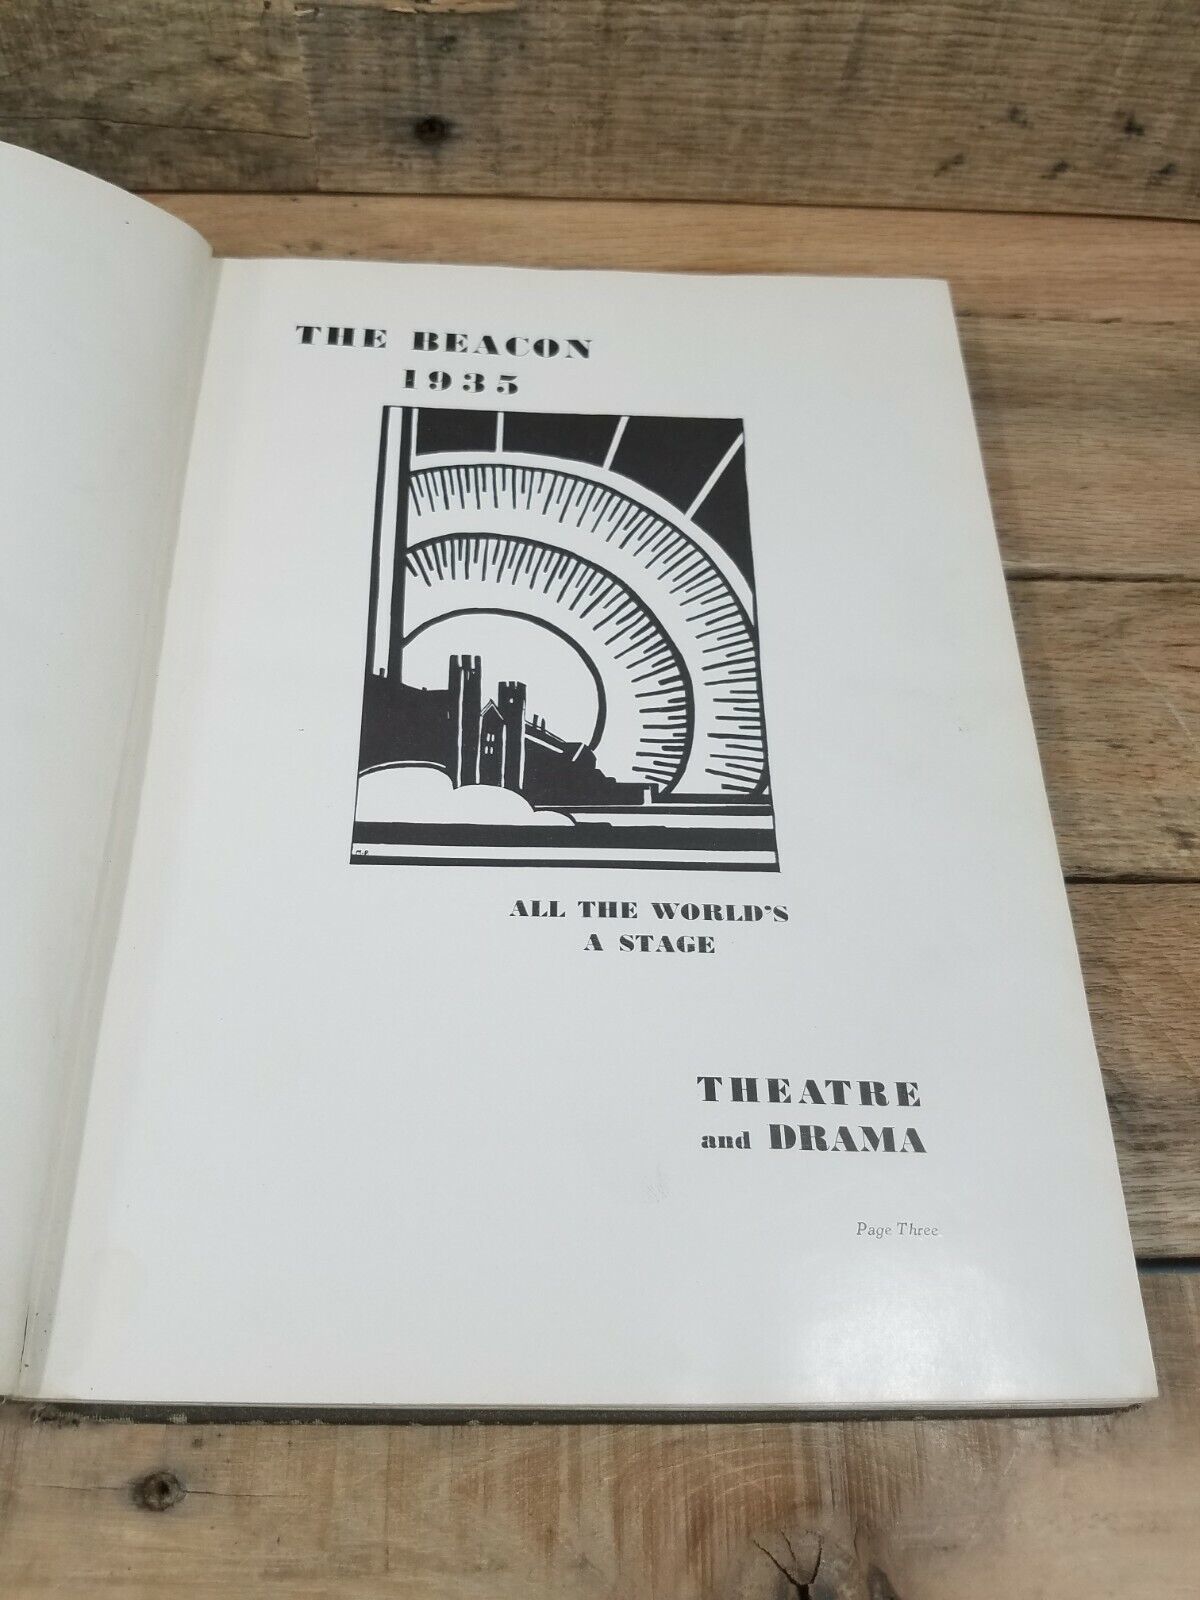 THE BEACON
1935
ALL THE WORLD'S
A STAGE
THEATRE
and DRAMA
Page Three